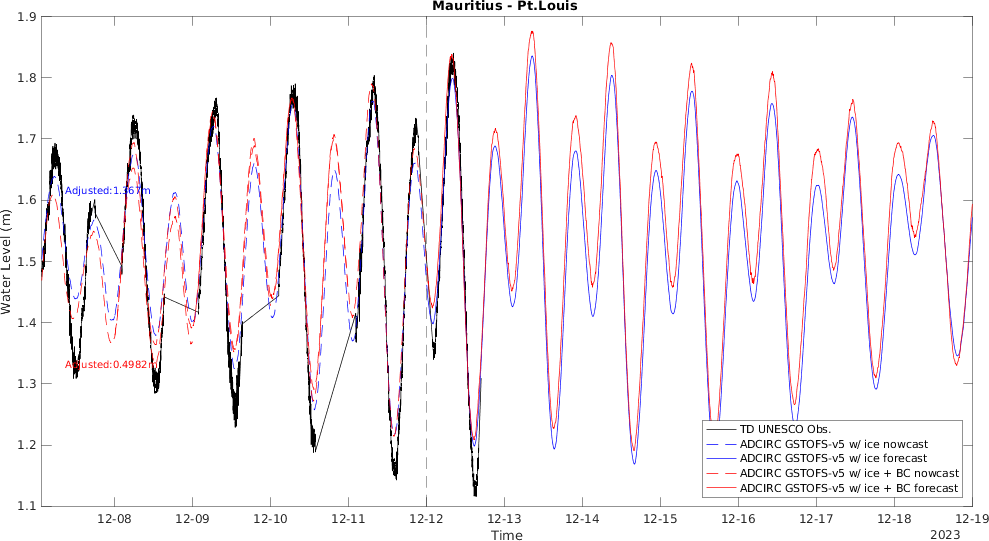 Mauritius - Pt.Louis
1.9
1.8
1.7
1.6
1.5
1.4
1.3
1.2
1.1
Water Level (m)
Adjusted:1.367m
Adjusted:0.4982m
TD UNESCO Obs.
ADCIRC GSTOFS-v5 w/ ice nowcast
ADCIRC GSTOFS-v5 w/ ice forecast
ADCIRC GSTOFS-v5 w/ ice + BC nowcast
ADCIRC GSTOFS-v5 w/ ice + BC forecast
12-08 12-09 12-10 12-11 12-12 12-13 12-14 12-15 12-16 12-17 12-18 12-19
Time
2023